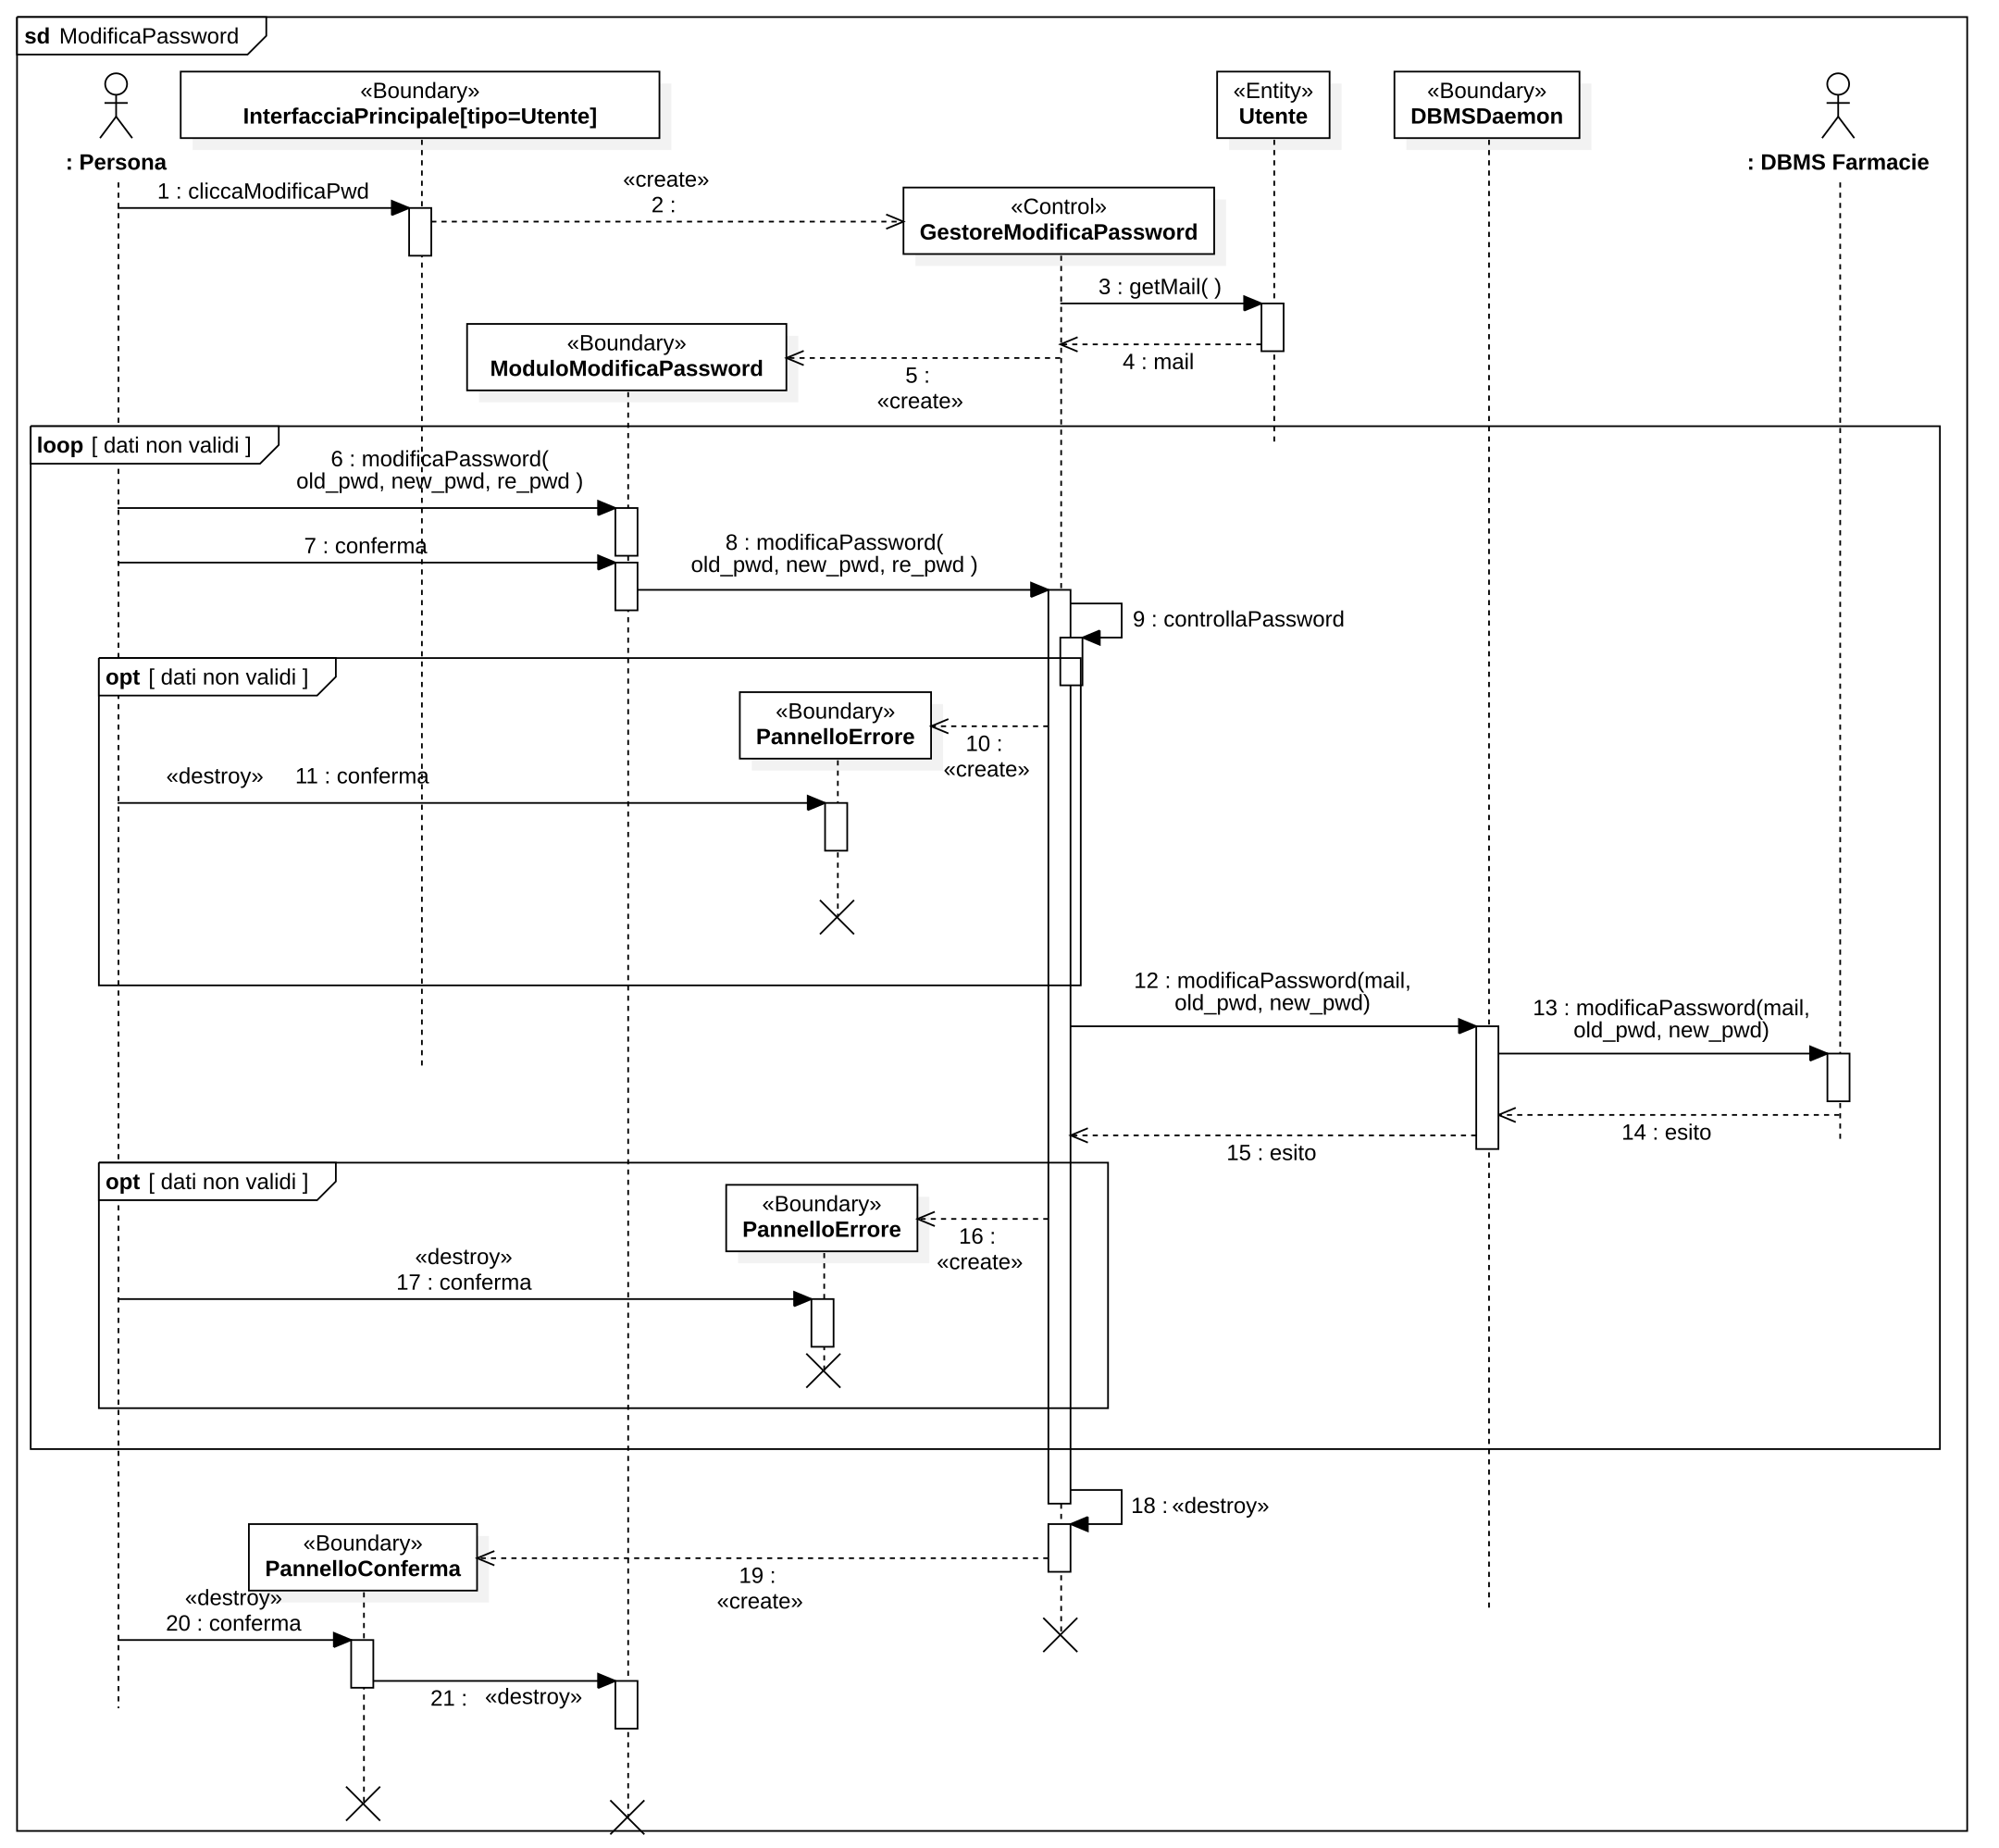 sd ModificaPassword
«Boundary»
InterfacciaPrincipale[tipo=Utente]
«Entity»
Utente
«Boundary»
DBMSDaemon
: Persona
: DBMS Farmacie
1 : cliccaModificaPwd
«create»
2 :
«Control»
GestoreModificaPassword
3 : getMail( )
«Boundary»
ModuloModificaPassword
4 : mail
5 :
«create»
loop [ dati non validi ]
6 : modificaPassword(
old_pwd, new_pwd, re_pwd )
7 : conferma
8 : modificaPassword(
old_pwd, new_pwd, re_pwd )
9 : controllaPassword
opt [ dati non validi ]
«Boundary»
PannelloErrore
10 :
«create»
«destroy» 11 : conferma
12 : modificaPassword(mail,
old_pwd, new_pwd)
13 : modificaPassword(mail,
old_pwd, new_pwd)
14 : esito
15 : esito
opt [ dati non validi ]
«Boundary»
PannelloErrore
16 :
«create»
«destroy»
17 : conferma
18 : «destroy»
«Boundary»
PannelloConferma
19 :
«create»
«destroy»
20 : conferma
21 : «destroy»